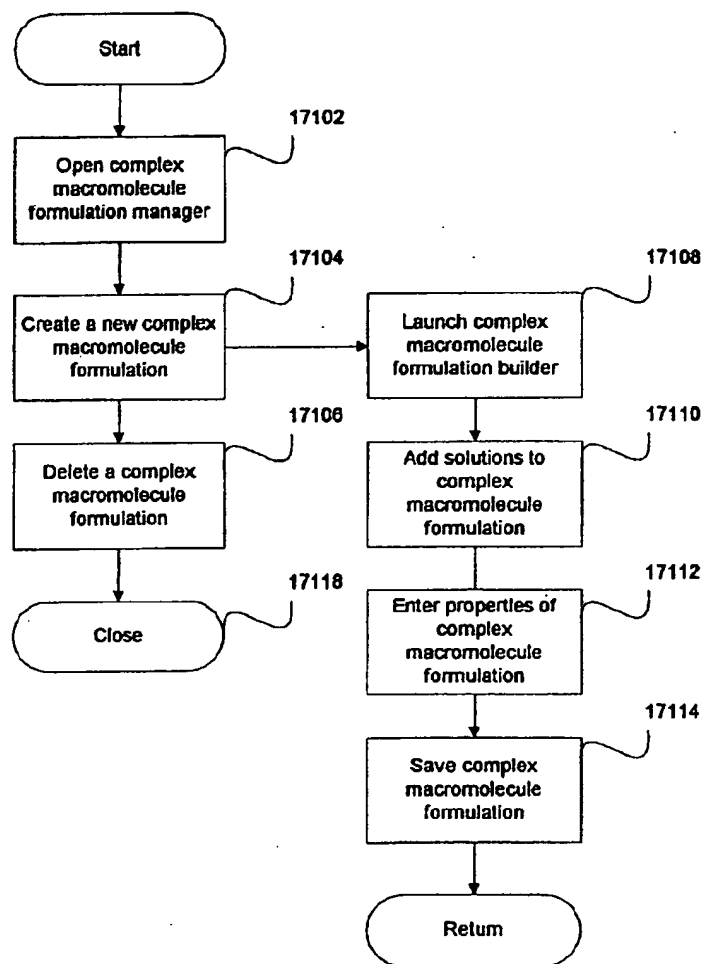 Start
17102
Open complex
macromolecule
formulation manager
17104
Create a new complex
macromolecule
formulation
17106
Delete a complex
macromolecule
formulation
17118
Close
17108
Launch complex
macromolecule
formulation builder
17110
Add solutions to
complex
macromolecule
formulation
17112
Enter properties of
complex
macromolecule
formulation
17114
Save complex
macromolecule
formulation
Return